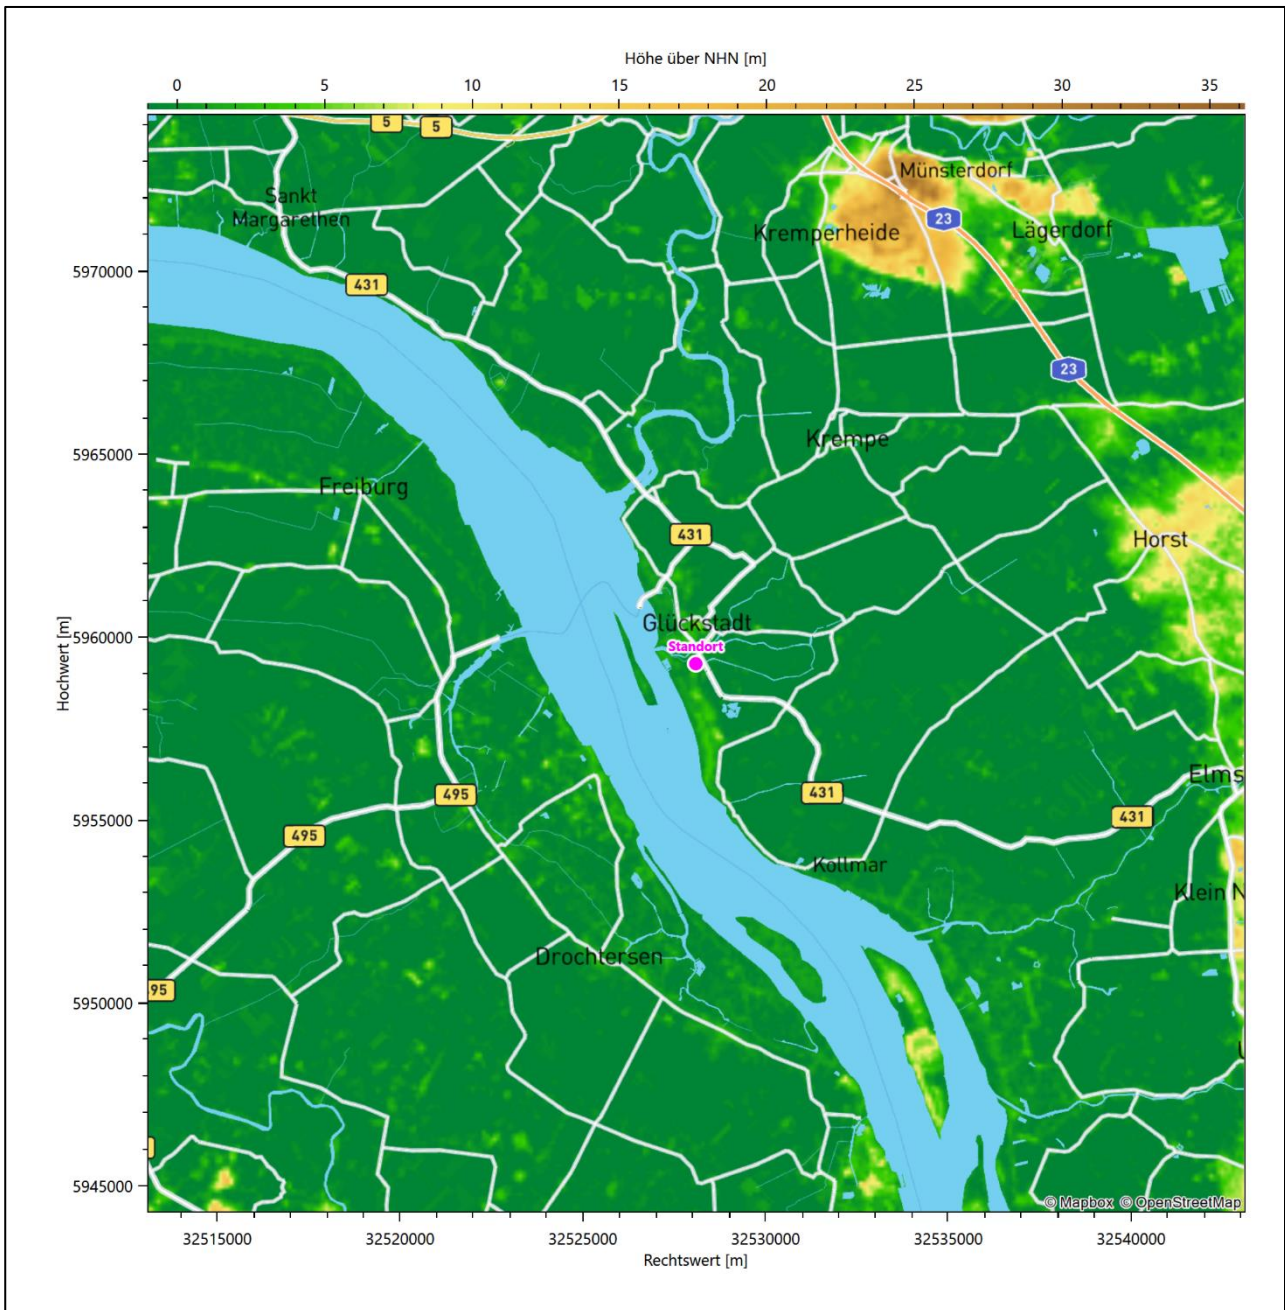 Höhe über NHN [m]
0 5 10 15 20 25 30 35
5 5
Münsterdorf
Sankt
Margarethen
23
Kremperheide Lägerdorf
5970000
431
23
Krempe
5965000
Freiburg
431 Horst
Glückstadt
5960000
Standort
Hochwert [m]
Elms
495 431
5955000
431
495
Kollmar
Klein N
Drochtersen
95
5950000
5945000
© Mapbox © OpenStreetMap
32515000 32520000 32525000 32530000 32535000 32540000
Rechtswert [m]